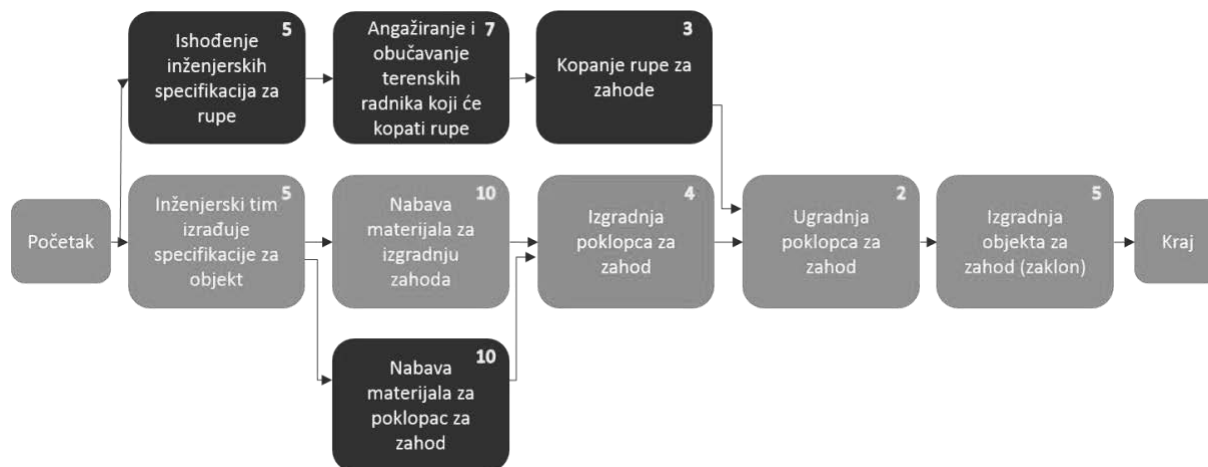 5
Ishođenje
inženjerskih
specifikacija za
rupe
7
Angažiranje i
obučavanje
terenskih
radnika koji će
kopati rupe
3
Kopanje rupe za
zahode
Početak
5
Inženjerski tim
izrađuje
specifikacije za
objekt
10
Nabava
materijala za
izgradnju
zahoda
4
Izgradnja
poklopca za
zahod
2
Ugradnja
poklopca za
zahod
5
Izgradnja
objekta za
zahod (zaklon)
Kraj
10
Nabava
materijala za
poklopac za
zahod